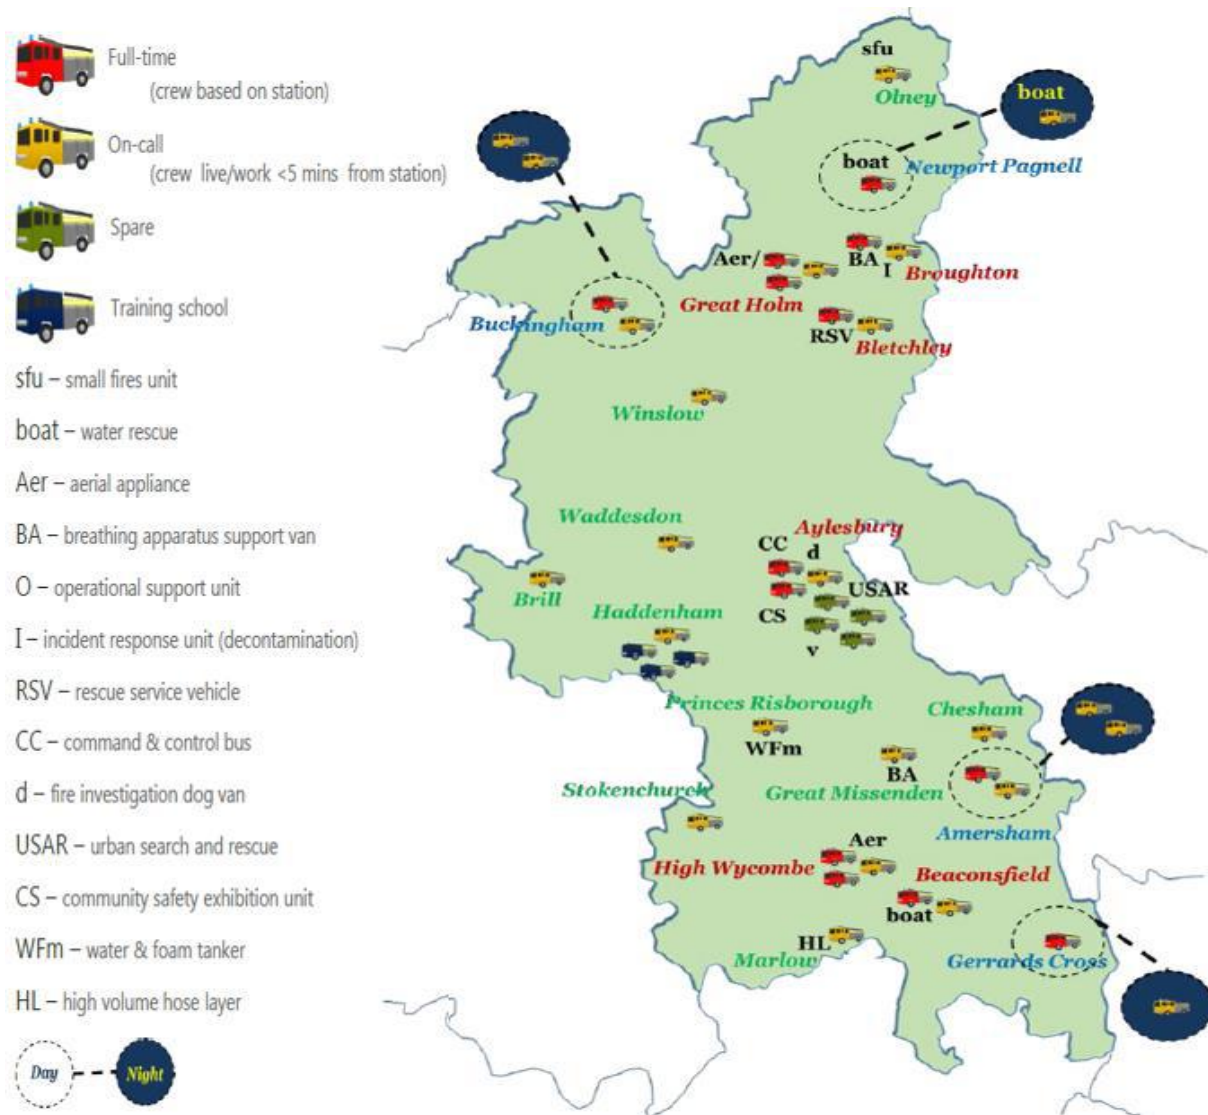 Full-time
(crew based on station)
On-call
(crew live/work <5 mins from station)
Spare
Training school
sfu – small fires unit
boat – water rescue
Aer – aerial appliance
BA – breathing apparatus support van
O – operational support unit
I – incident response unit (decontamination)
RSV – rescue service vehicle
CC – command & control bus
d – fire investigation dog van
USAR – urban search and rescue
CS – community safety exhibition unit
WFm – water & foam tanker
HL – high volume hose layer
Day
Night
sfu
Olney
boat
boat
Newport Pagnell
Aer/
BA
I
Broughton
Great Holm
Buckingham
RSV
Bletchley
Winslow
Waddesdon
Aylesbury
CC
d
Brill
USAR
Haddenham
CS
v
Princes Risborough
Chesham
WFm
BA
Stokenchurch
Great Missenden
Amersham
Aer
High Wycombe
Beaconsfield
boat
HL
Marlow
Gerrards Cross